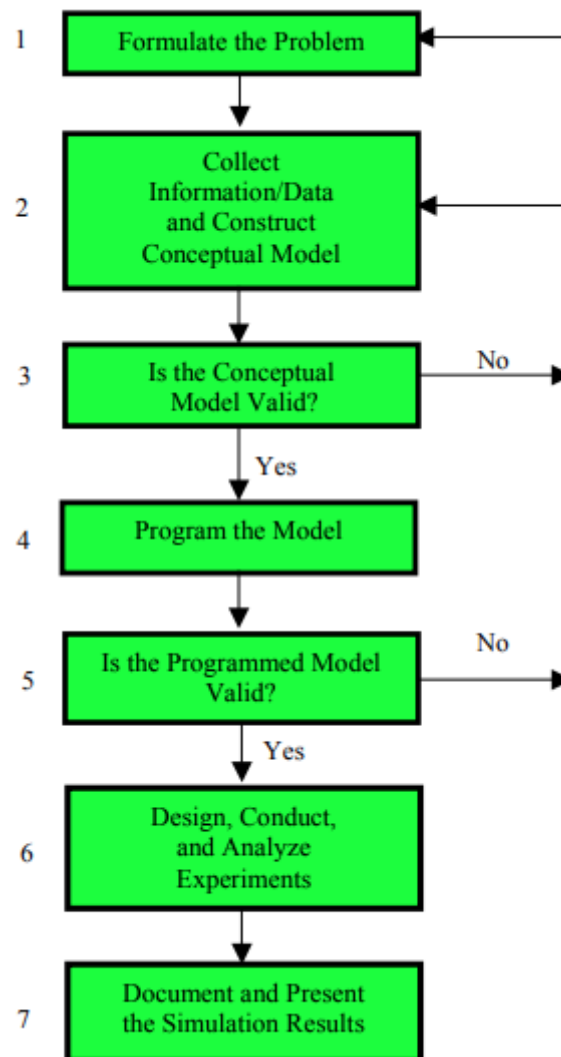 1
Formulate the Problem
2
Collect
Information/Data
and Construct
Conceptual Model
3
Is the Conceptual
Model Valid?
No
Yes
4
Program the Model
5
Is the Programmed Model
Valid?
No
Yes
6
Design, Conduct,
and Analyze
Experiments
7
Document and Present
the Simulation Results